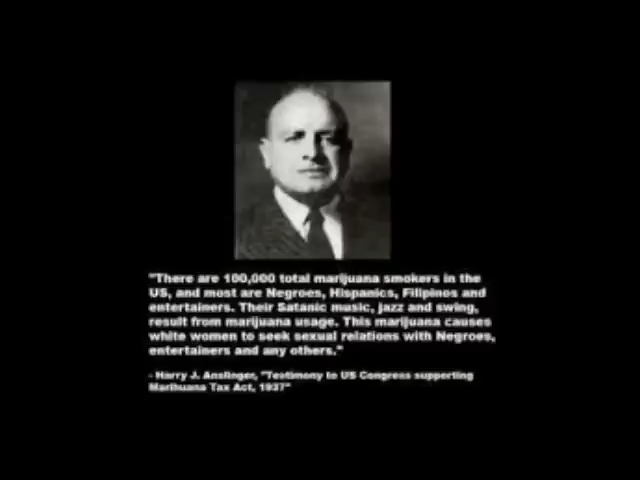 "There are 100,000 total marijuana smokers in the
US, and most are Negroes, Hispanics, Filipinos and
entertainers. Their Satanic music, jazz and swing,
result from marijuana usage. This marijuana causes
white women to seek sexual relations with Negroes,
entertainers and any others."
- Harry J. Anslinger, "Testimony to US Congress supporting
Marihuana Tax Act, 1937"